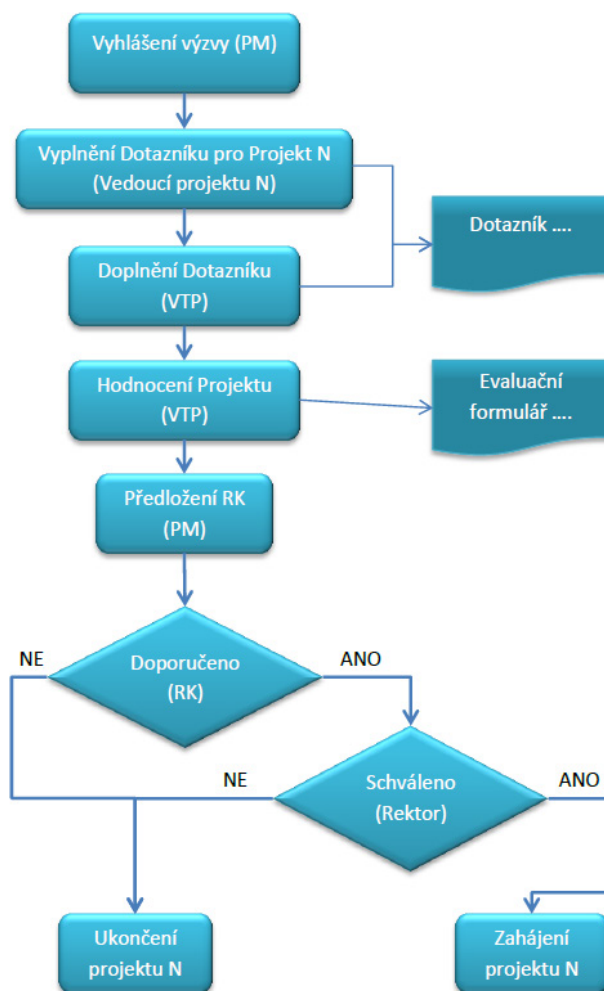 Vyhlášení výzvy (PM)
Vyplnění Dotazníku pro Projekt N
(Vedoucí projektu N)
Dotazník ....
Doplnění Dotazníku
(VTP)
Hodnocení Projektu
(VTP)
Evaluační
formulář ....
Předložení RK
(PM)
NE
Doporučeno
(RK)
ANO
NE
Schváleno
(Rektor)
ANO
Ukončení
projektu N
Zahájení
projektu N